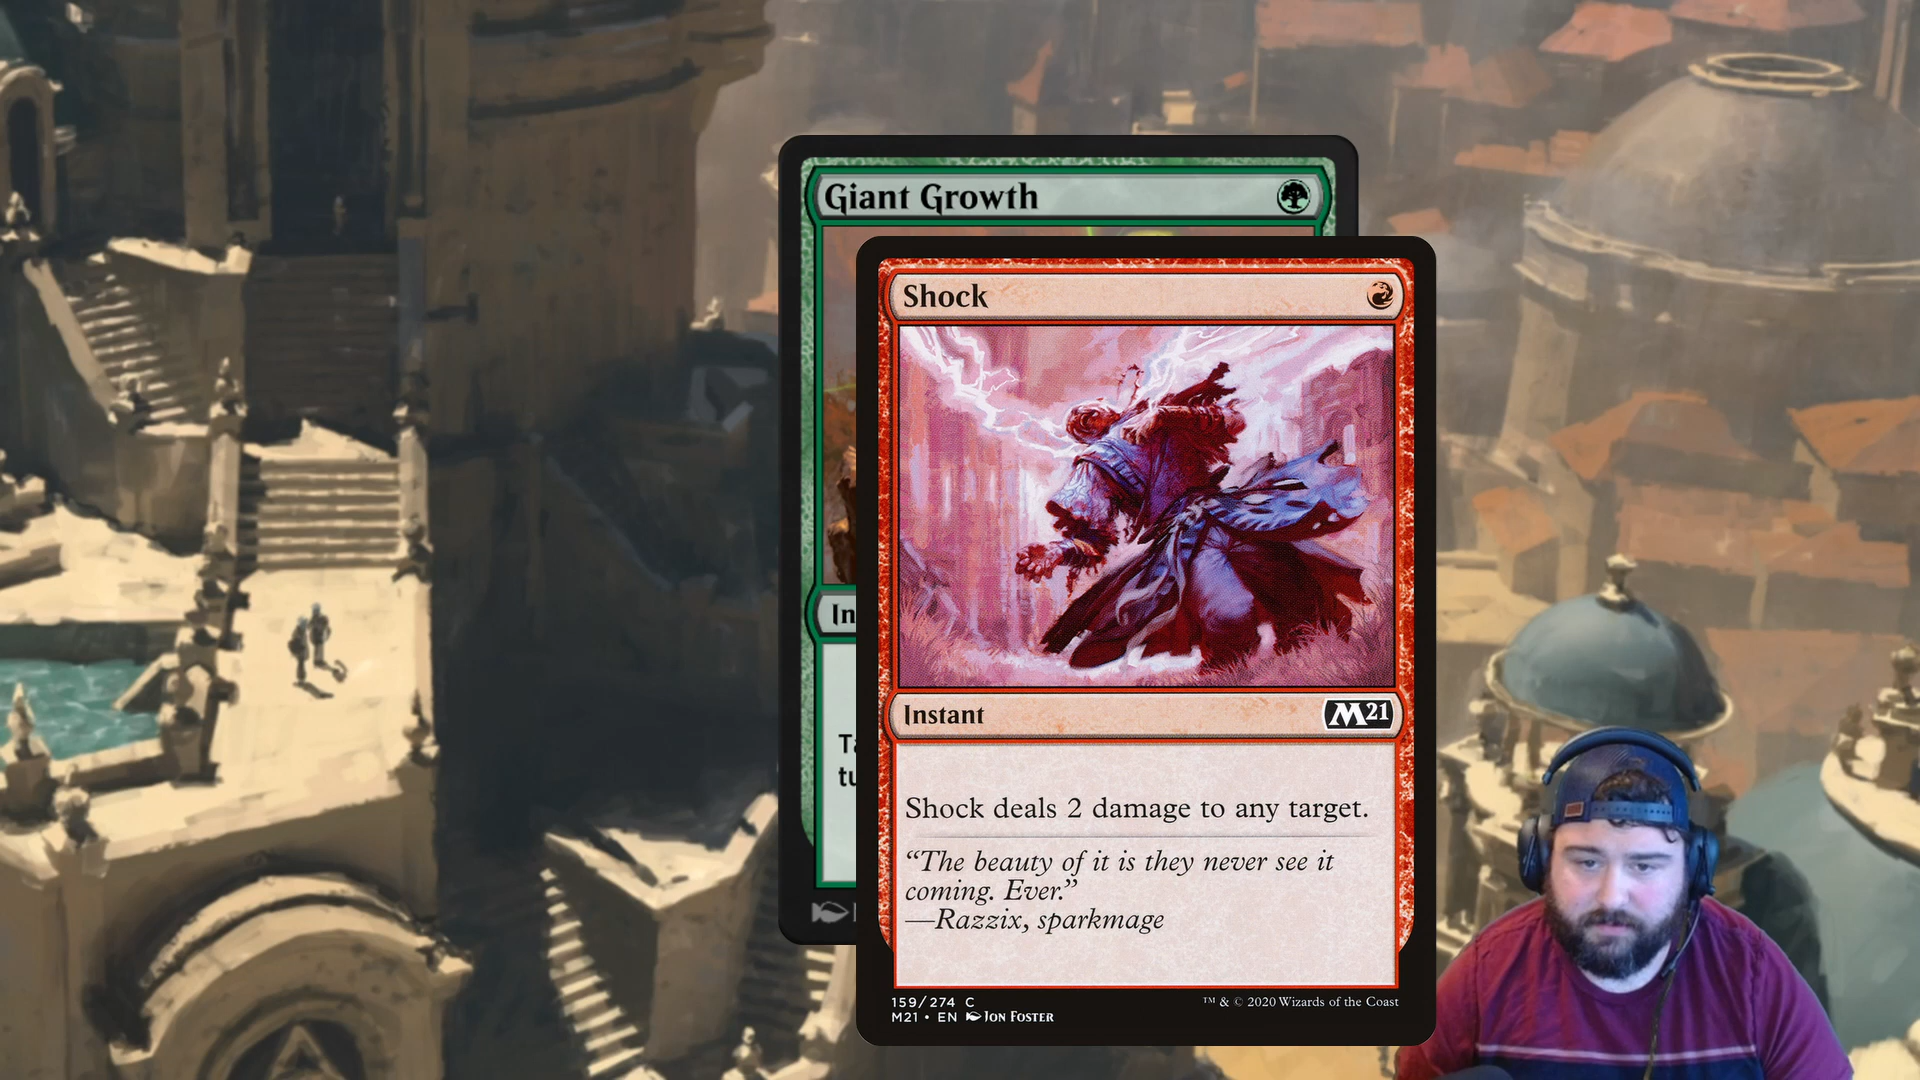 Giant Growth
Shock
In
Instant
M21
Ta
tu
Shock deals 2 damage to any target.
“The beauty of it is they never see it
coming. Ever.”
—Razzix, sparkmage
159/274 C
™ & © 2020 Wizards of the Coast
M21 • EN Jon Foster